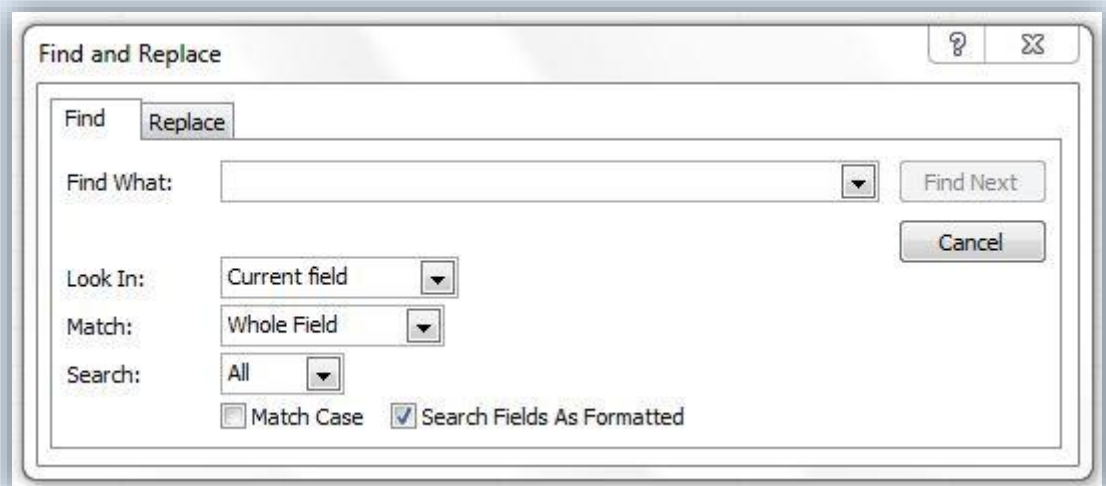 Find and Replace
Find Replace
Find What: Find Next
Cancel
Look In: Current field
Match: Whole Field
Search: All
Match Case Search Fields As Formatted